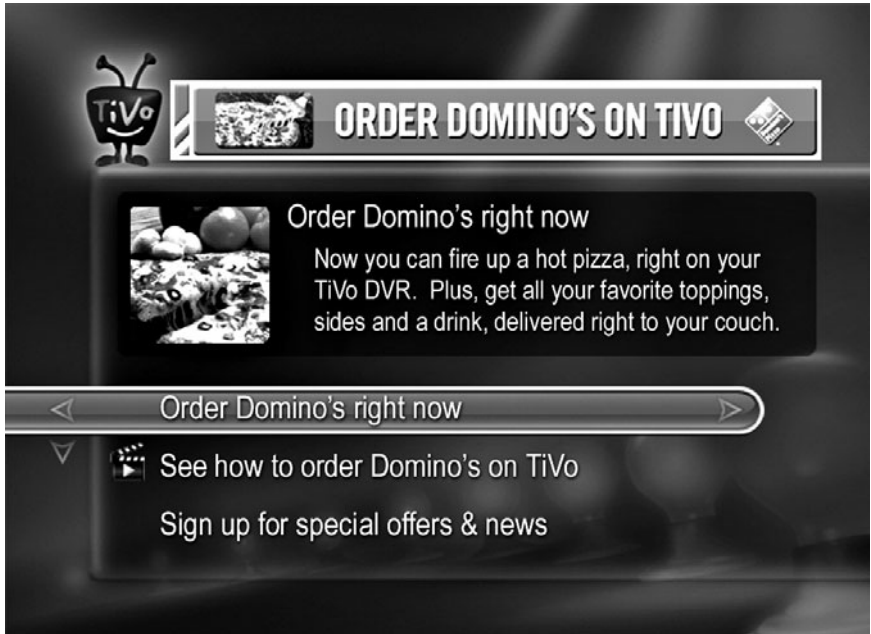 TiVo
ORDER DOMINO'S ON TIVO
Order Domino's right now
Now you can fire up a hot pizza, right on your
TiVo DVR.  Plus, get all your favorite toppings,
sides and a drink, delivered right to your couch.
Order Domino's right now
See how to order Domino's on TiVo
Sign up for special offers & news